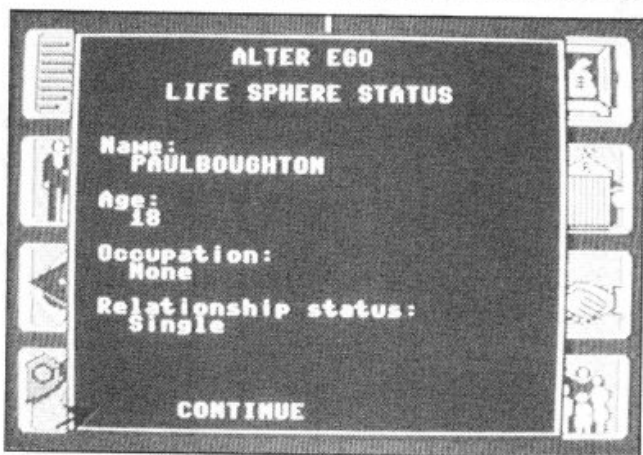 ALTER EGO
LIFE SPHERE STATUS
Name:
PAULBOUGHTON
Age:
18
Occupation:
None
Relationship status:
Single
CONTINUE